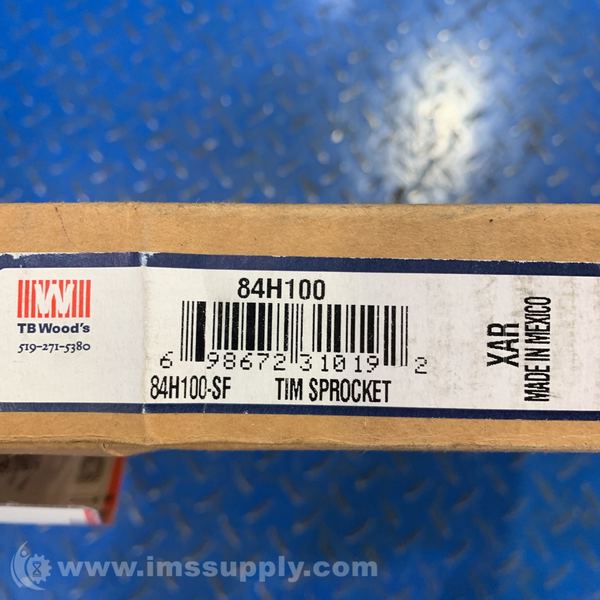 84H100
TB Wood's
519-271-5380
6 98672 31019 2
84H100-SF TIM SPROCKET
XAR
MADE IN MEXICO
www.imssupply.com